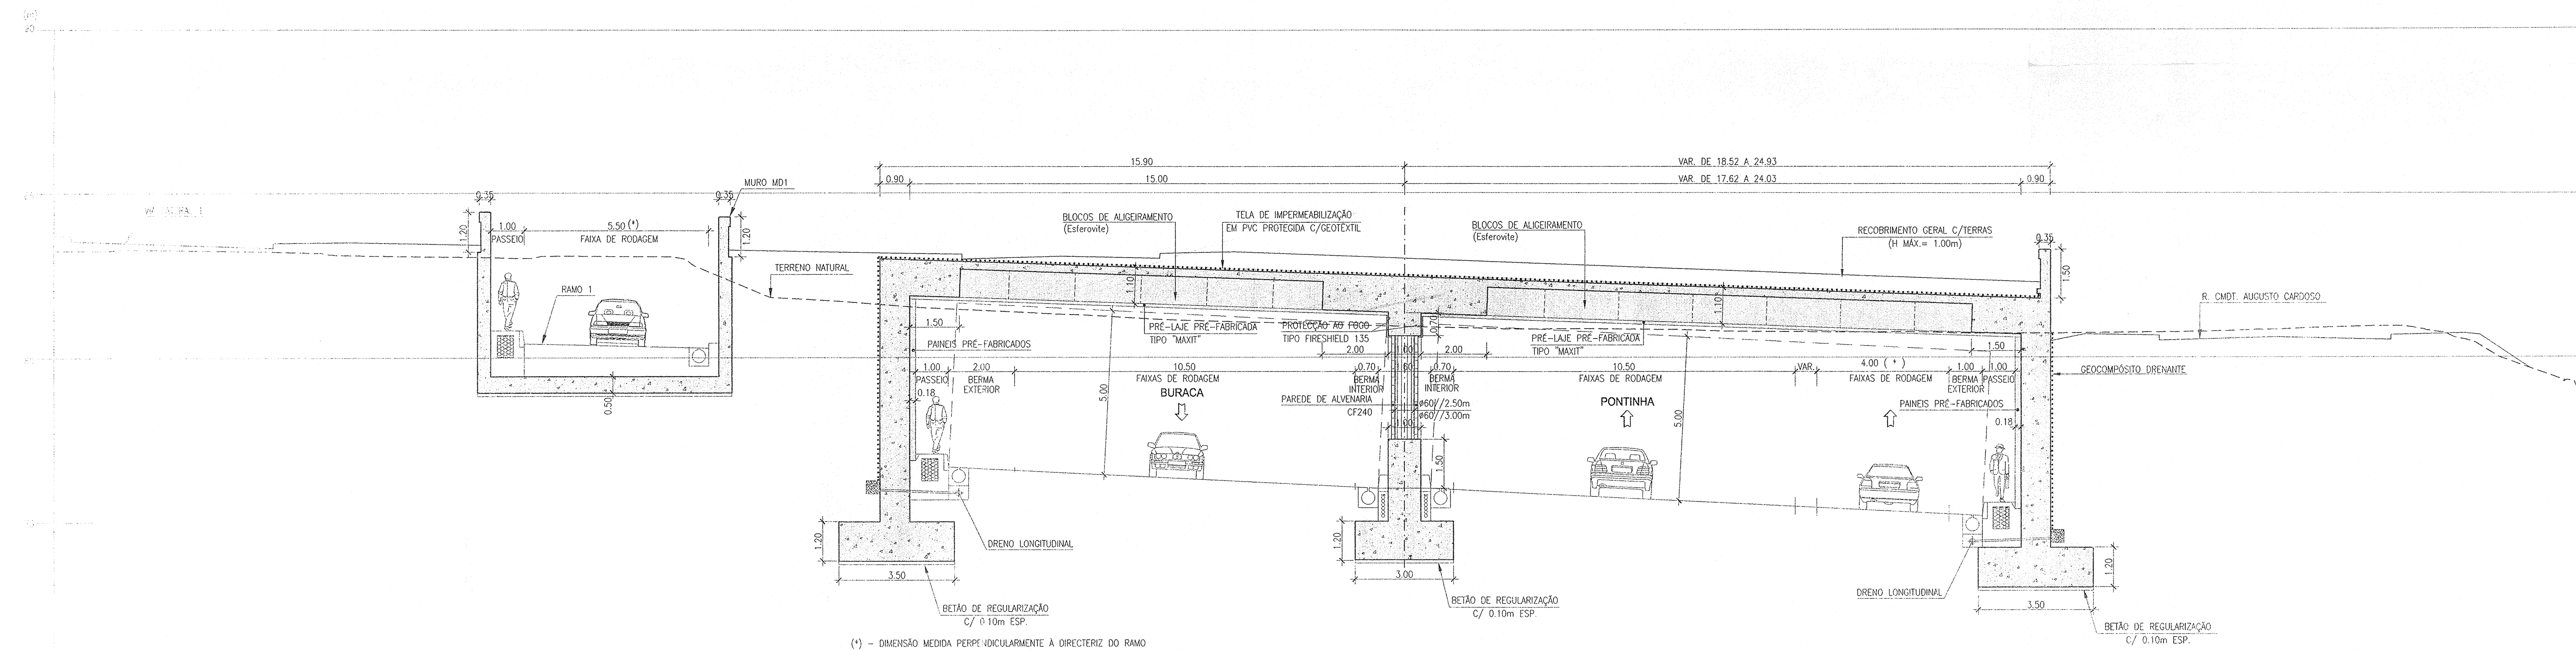 (m)
90
15.90
VAR. DE 18.52 A 24.93
0.90
15.00
VAR. DE 17.62 A 24.03
0.90
0.35
0.35
MURO MD1
1.20
1.00
5.50 (*)
PASSEIO
FAIXA DE RODAGEM
1.20
RAMO 1
0.50
TERRENO NATURAL
BLOCOS DE ALIGEIRAMENTO
(Esferovite)
TELA DE IMPERMEABILIZAÇÃO
EM PVC PROTEGIDA C/GEOTÊXTIL
BLOCOS DE ALIGEIRAMENTO
(Esferovite)
RECOBRIMENTO GERAL C/TERRAS
(H MÁX.= 1.00m)
0.35
1.50
R. CMDT. AUGUSTO CARDOSO
1.10
1.10
1.50
PRÉ-LAJE PRÉ-FABRICADA
TIPO "MAXIT"
PROTECÇÃO AO FOGO
TIPO FIRESHIELD 135
0.70
PRÉ-LAJE PRÉ-FABRICADA
TIPO "MAXIT"
PAINEIS PRÉ-FABRICADOS
2.00
1.00
2.00
1.50
1.00
PASSEIO
2.00
BERMA
EXTERIOR
10.50
FAIXAS DE RODAGEM
0.70
BERMA
INTERIOR
1.60
0.70
BERMA
INTERIOR
10.50
FAIXAS DE RODAGEM
VAR.
4.00 ( * )
FAIXAS DE RODAGEM
1.00
BERMA
EXTERIOR
1.00
PASSEIO
GEOCOMPÓSITO DRENANTE
0.18
5.00
BURACA
PAREDE DE ALVENARIA
CF240
ø60//2.50m
ø60//3.00m
1.00
PONTINHA
5.00
PAINEIS PRÉ-FABRICADOS
0.18
1.50
1.20
DRENO LONGITUDINAL
3.50
BETÃO DE REGULARIZAÇÃO
C/ 0.10m ESP.
1.20
3.00
BETÃO DE REGULARIZAÇÃO
C/ 0.10m ESP.
DRENO LONGITUDINAL
1.20
3.50
BETÃO DE REGULARIZAÇÃO
C/ 0.10m ESP.
(*) - DIMENSÃO MEDIDA PERPENDICULARMENTE À DIRECTERIZ DO RAMO